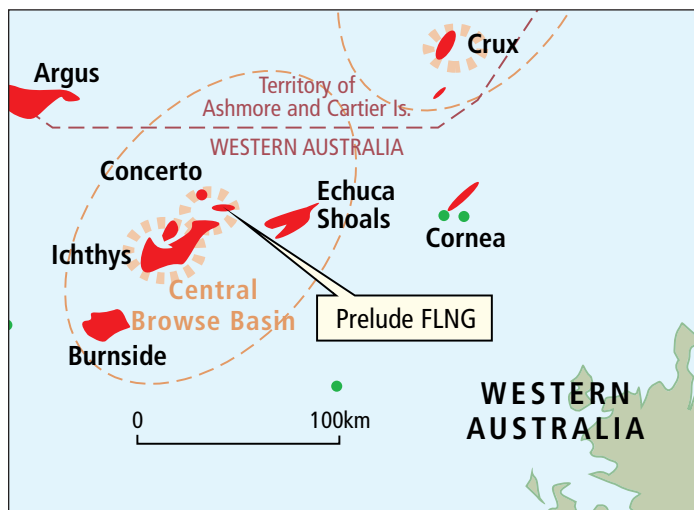 Crux
Argus
Territory of
Ashmore and Cartier Is.
WESTERN AUSTRALIA
Concerto
Echuca
Shoals
Cornea
Ichthys
Central
Browse Basin
Prelude FLNG
Burnside
0
100km
WESTERN
AUSTRALIA